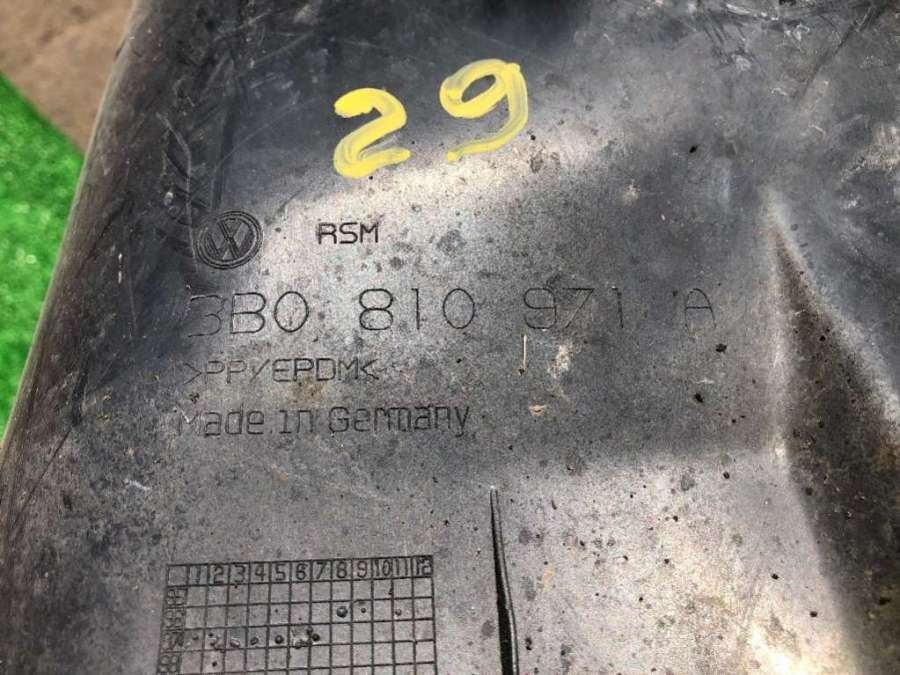 29
RSM
3B0 810 971 A
>PP/EPDM<
Made in Germany
1 2 3 4 5 6 7 8 9 10 11 12